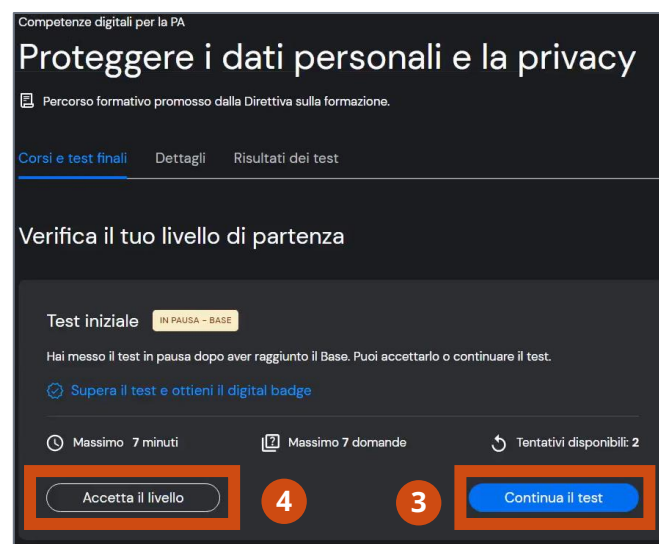 Competenze digitali per la PA
Proteggere i dati personali e la privacy
Percorso formativo promosso dalla Direttiva sulla formazione.
Corsi e test finali Dettagli Risultati dei test
Verifica il tuo livello di partenza
Test iniziale IN PAUSA - BASE
Hai messo il test in pausa dopo aver raggiunto il Base. Puoi accettarlo o continuare il test.
Supera il test e ottieni il digital badge
Massimo 7 minuti Massimo 7 domande Tentativi disponibili: 2
Accetta il livello 4 3 Continua il test